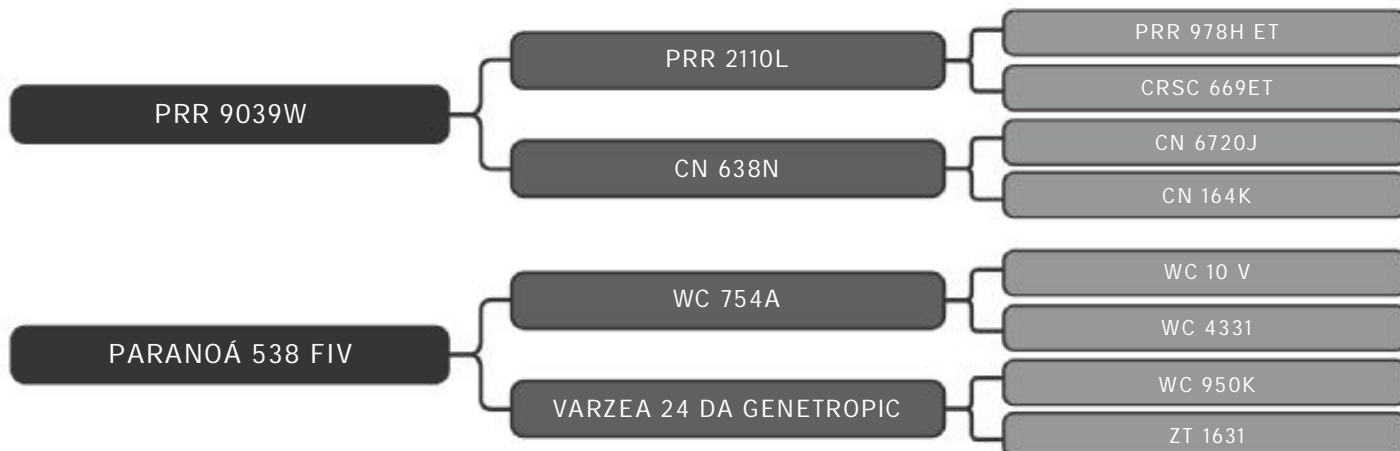 PRR 9039W
PRR 2110L
PRR 978H ET
CRSC 669ET
CN 638N
CN 6720J
CN 164K
PARANOÁ 538 FIV
WC 754A
WC 10 V
WC 4331
VARZEA 24 DA GENETROPIC
WC 950K
ZT 1631